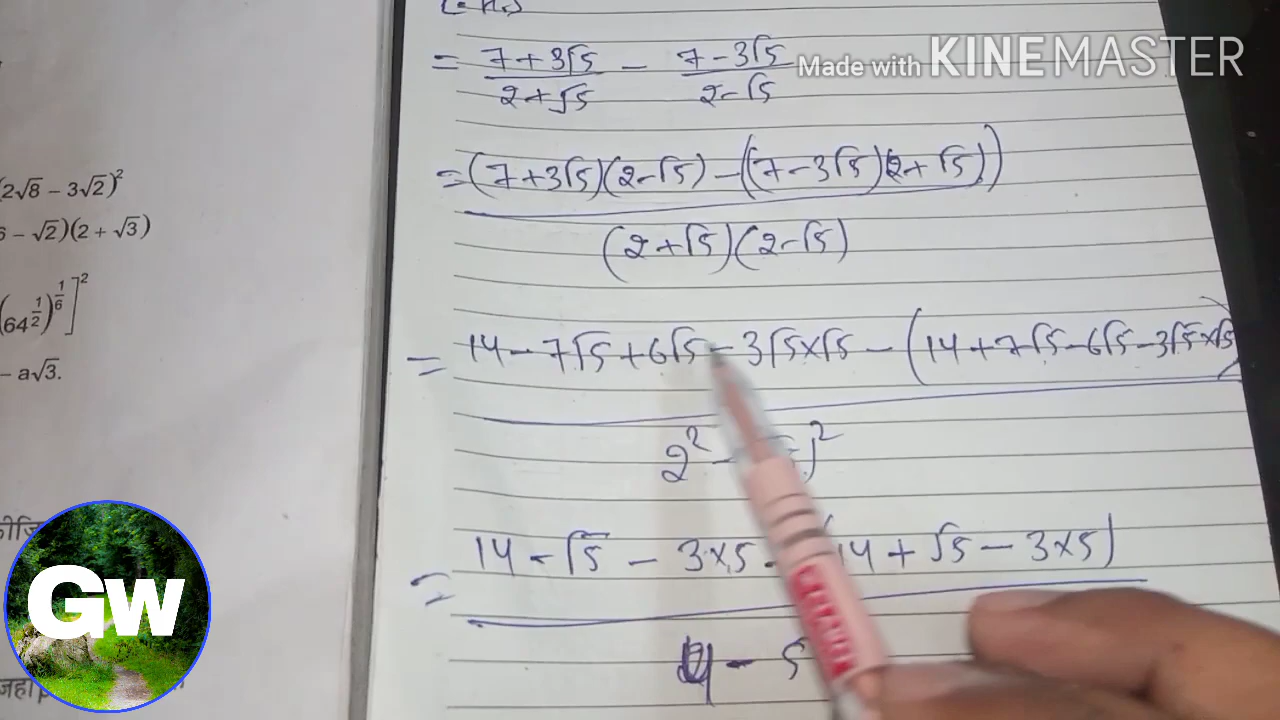 Made with KINEMASTER
= 7+3√5/2+√5 - 7-3√5/2-√5
= (7+3√5)(2-√5) - ((7-3√5)(2+√5))
(2+√5)(2-√5)
= 14 - 7√5 + 6√5 - 3√5×√5 - (14 + 7√5 - 6√5 - 3√5×√5)
2² - )²
= 14 - √5 - 3×5 - (14 + √5 - 3×5)
4 - 5
2√8 - 3√2)²
- √2)(2 + √3)
(64^{1/2})^{1/6}]²
- a√3.
GW